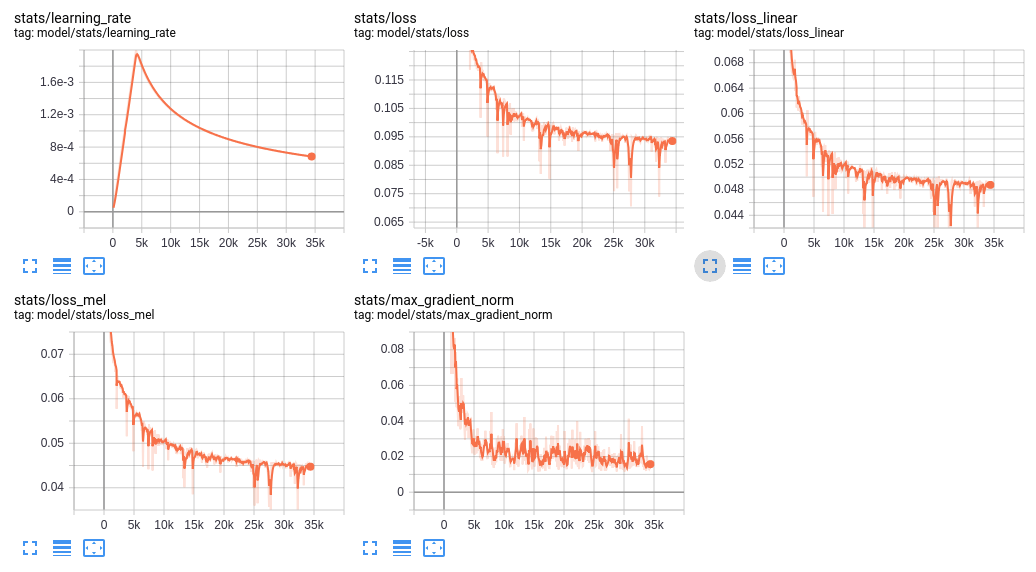 stats/learning_rate
tag: model/stats/learning_rate
1.6e-3
1.2e-3
8e-4
4e-4
0
0 5k 10k 15k 20k 25k 30k 35k
stats/loss
tag: model/stats/loss
0.115
0.105
0.095
0.085
0.075
0.065
-5k 0 5k 10k 15k 20k 25k 30k
stats/loss_linear
tag: model/stats/loss_linear
0.068
0.064
0.06
0.056
0.052
0.048
0.044
0 5k 10k 15k 20k 25k 30k 35k
stats/loss_mel
tag: model/stats/loss_mel
0.07
0.06
0.05
0.04
0 5k 10k 15k 20k 25k 30k 35k
stats/max_gradient_norm
tag: model/stats/max_gradient_norm
0.08
0.06
0.04
0.02
0
0 5k 10k 15k 20k 25k 30k 35k